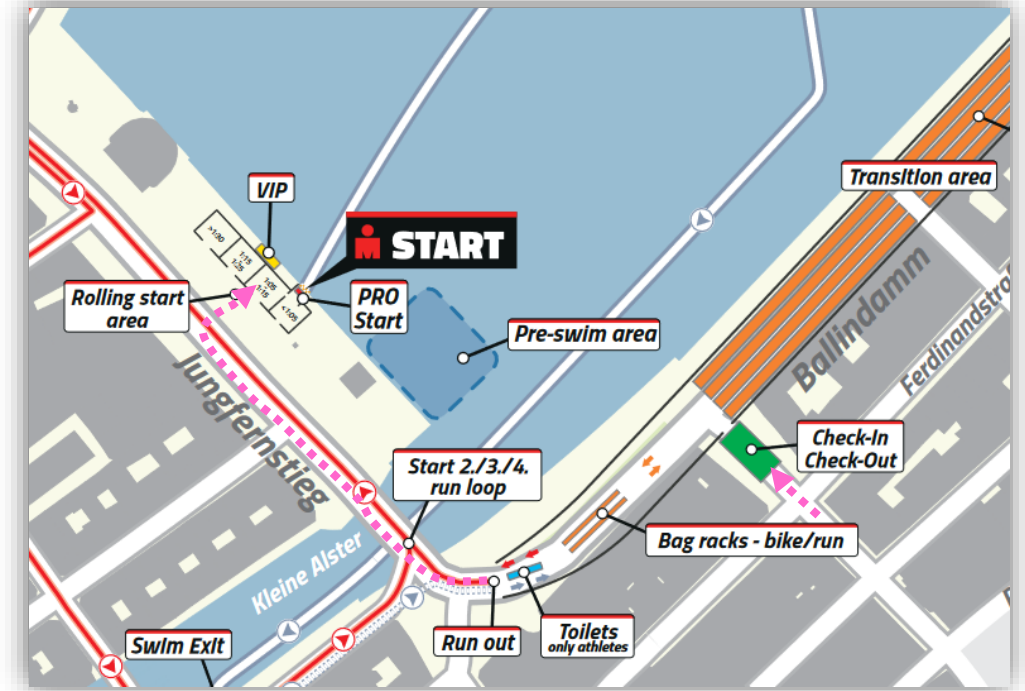 VIP
START
Transition area
>1:30
1:15
1:25
1:05
1:15
<1:05
Rolling start
area
PRO
Start
Pre-swim area
Ballindamm
Jungfernstieg
Check-In
Check-Out
Start 2./3./4.
run loop
Bag racks - bike/run
Kleine Alster
Swim Exit
Run out
Toilets
only athletes